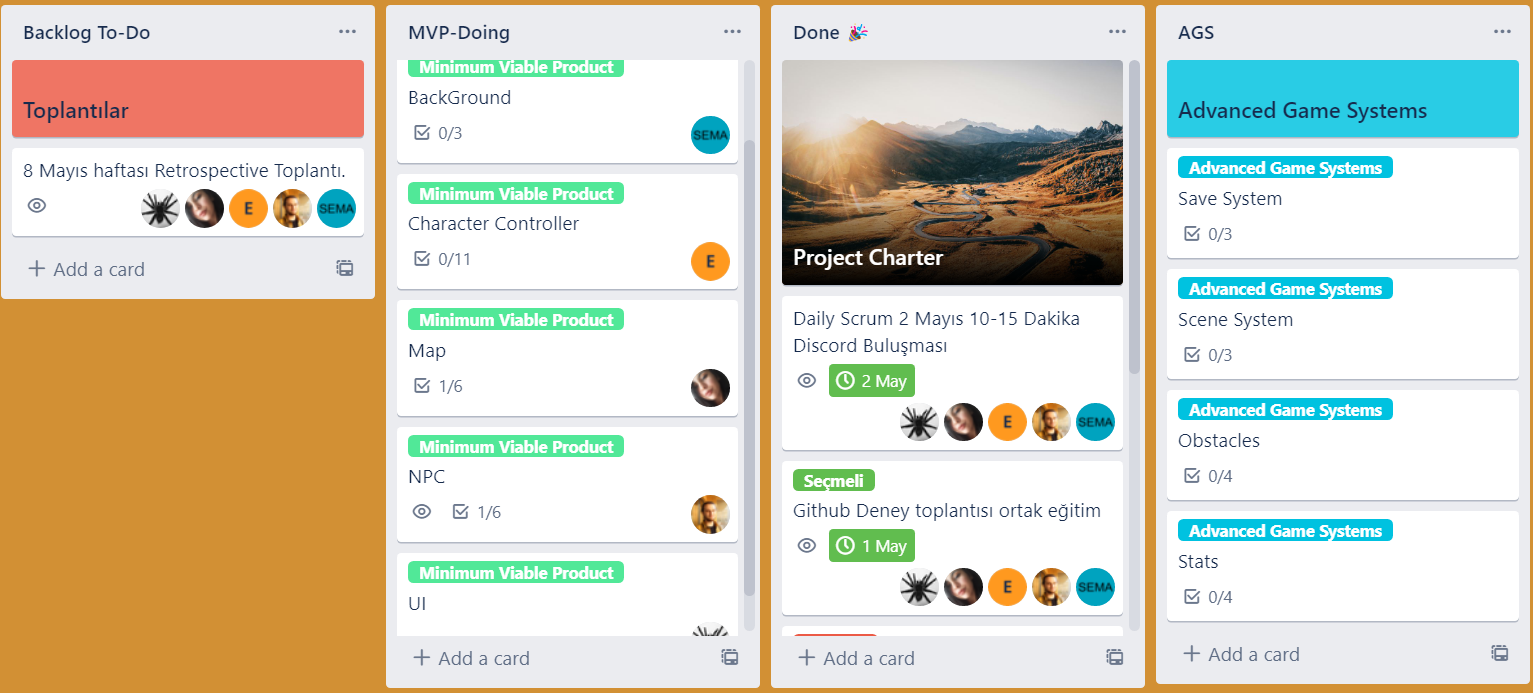 Backlog To-Do
Toplantılar
8 Mayıs haftası Retrospective Toplantı.
E
SEMA
Add a card
MVP-Doing
Minimum Viable Product
BackGround
0/3
SEMA
Minimum Viable Product
Character Controller
0/11
E
Minimum Viable Product
Map
1/6
Minimum Viable Product
NPC
1/6
Minimum Viable Product
UI
Add a card
Done 🎉
Project Charter
Daily Scrum 2 Mayıs 10-15 Dakika
Discord Buluşması
2 May
E
SEMA
Seçmeli
Github Deney toplantısı ortak eğitim
1 May
E
SEMA
Add a card
AGS
Advanced Game Systems
Advanced Game Systems
Save System
0/3
Advanced Game Systems
Scene System
0/3
Advanced Game Systems
Obstacles
0/4
Advanced Game Systems
Stats
0/4
Add a card